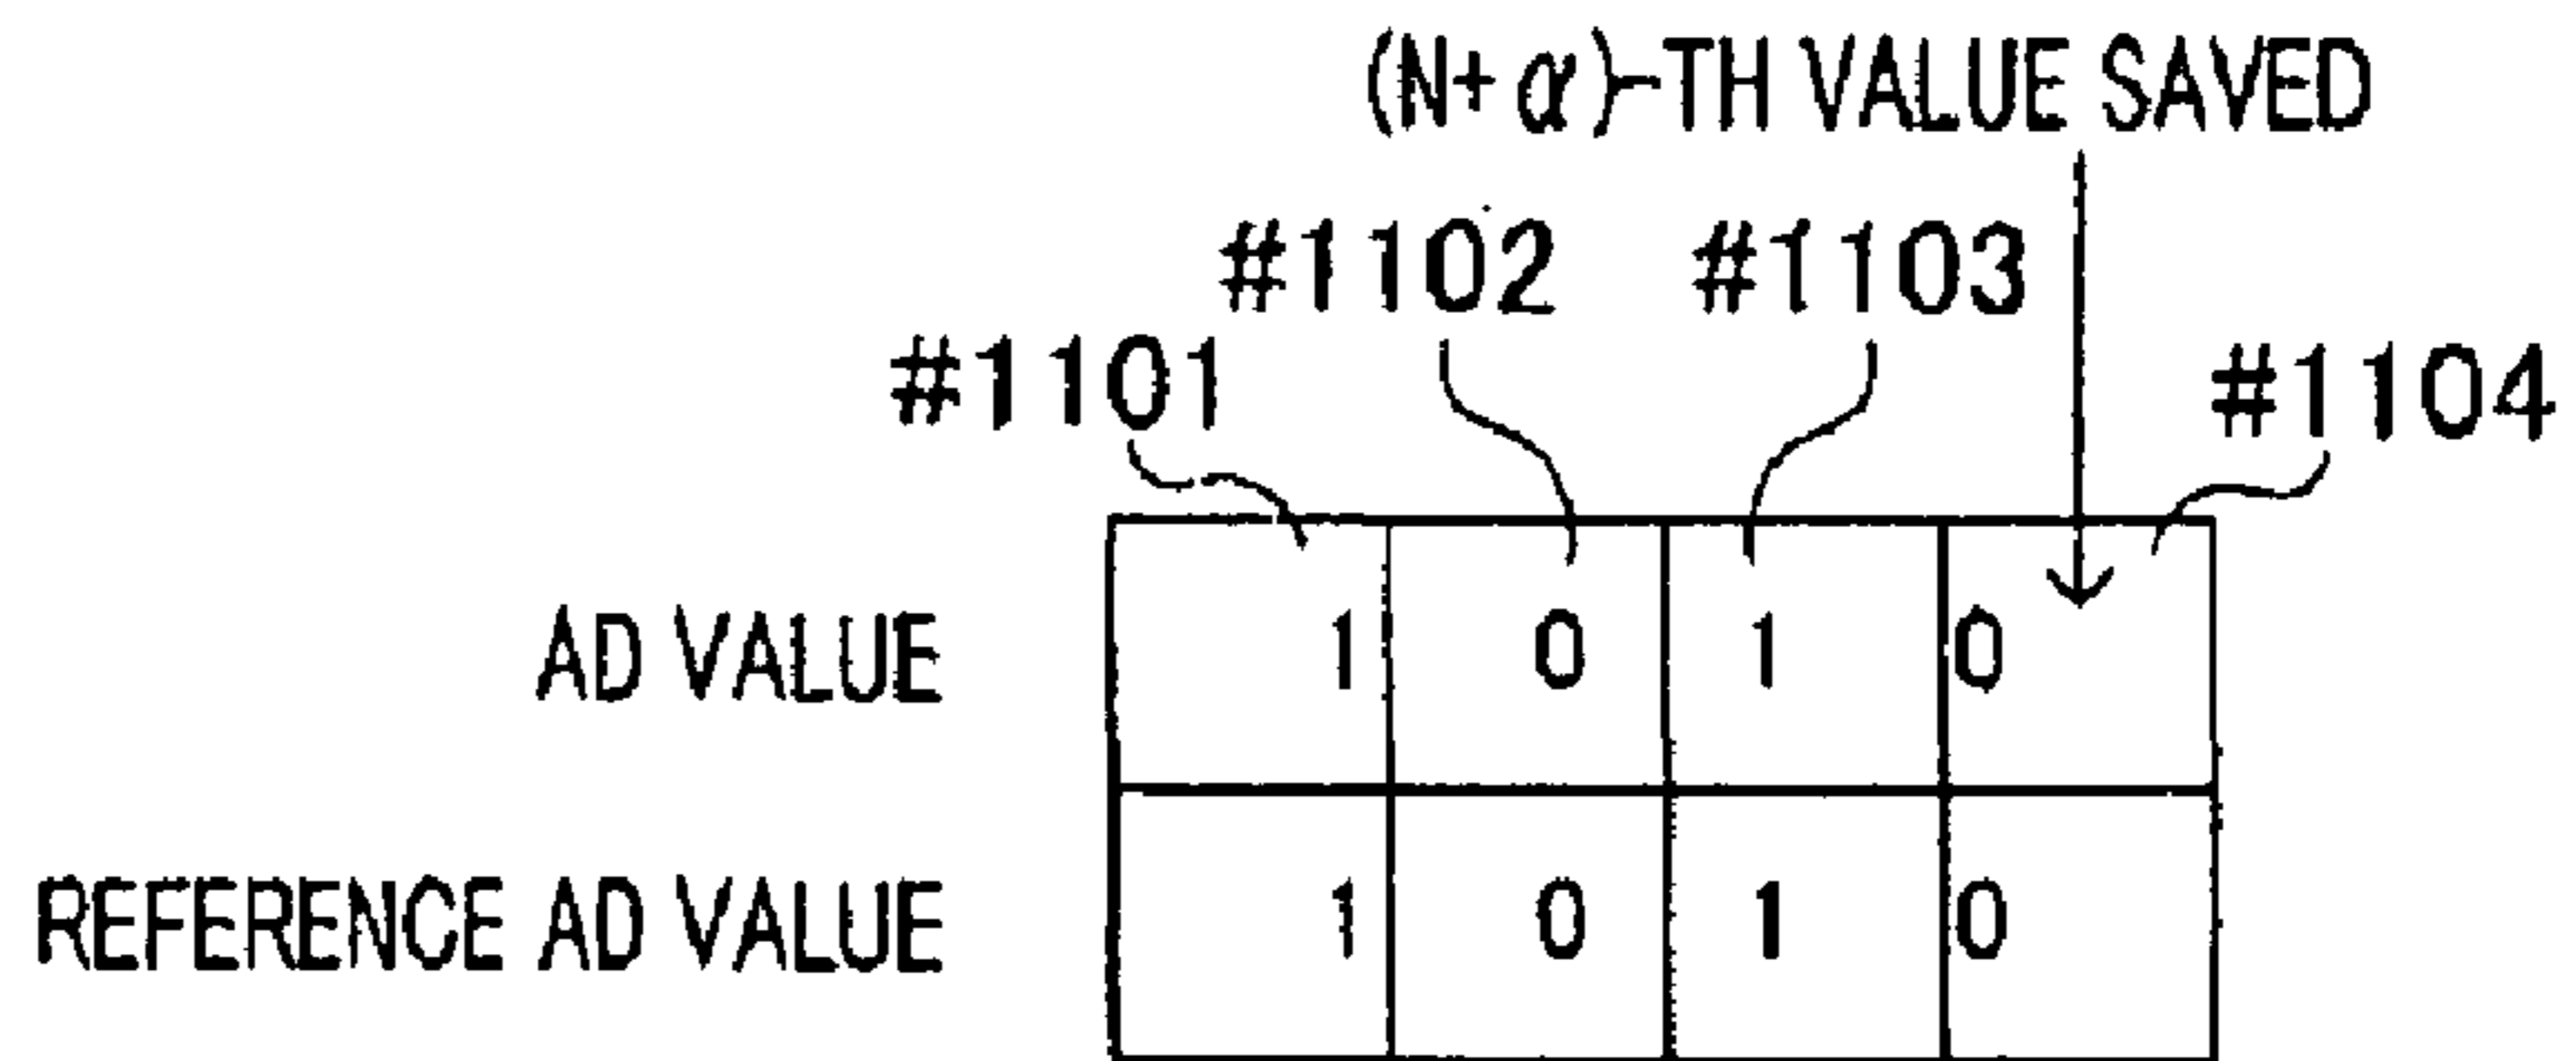 (N+α)-TH VALUE SAVED
#1102 #1103
#1101 #1104
AD VALUE 1 0 1 0
REFERENCE AD VALUE 1 0 1 0